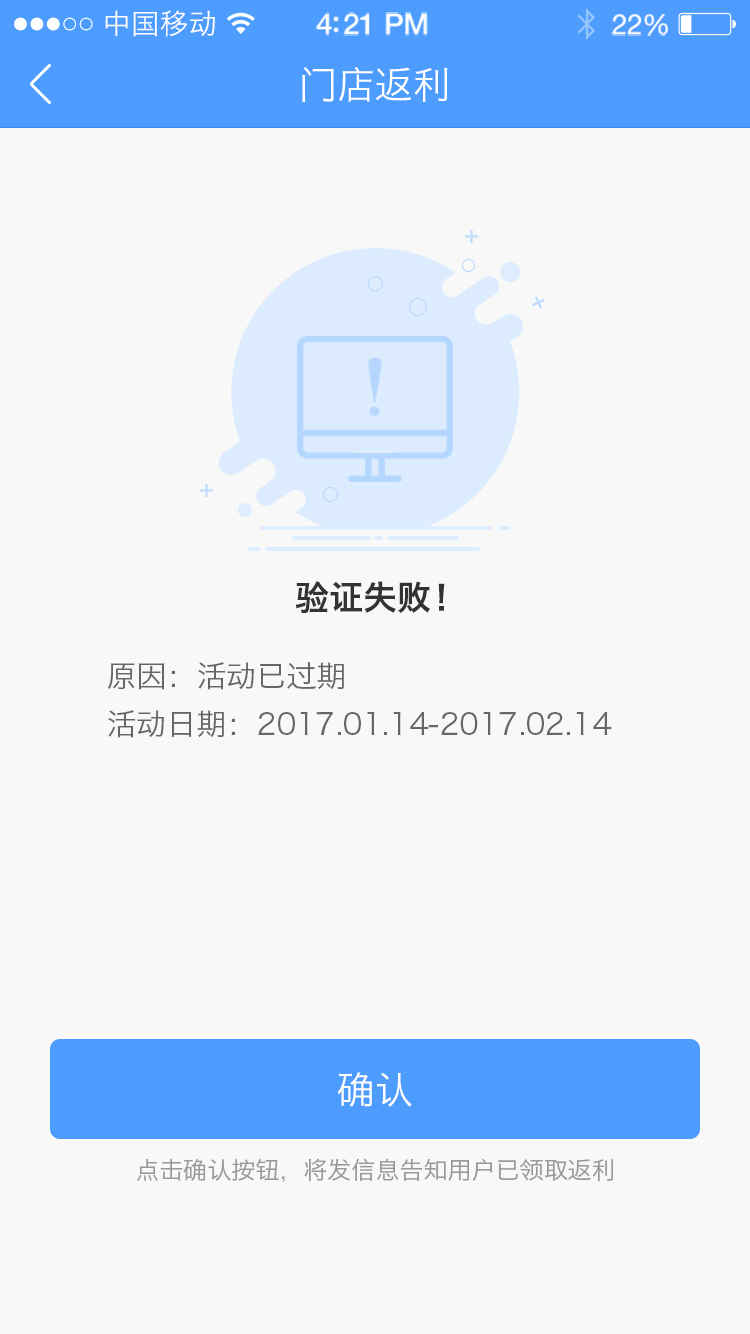 中国移动 4:21 PM 22%
门店返利
验证失败！
原因：活动已过期
活动日期：2017.01.14-2017.02.14
确认
点击确认按钮，将发信息告知用户已领取返利